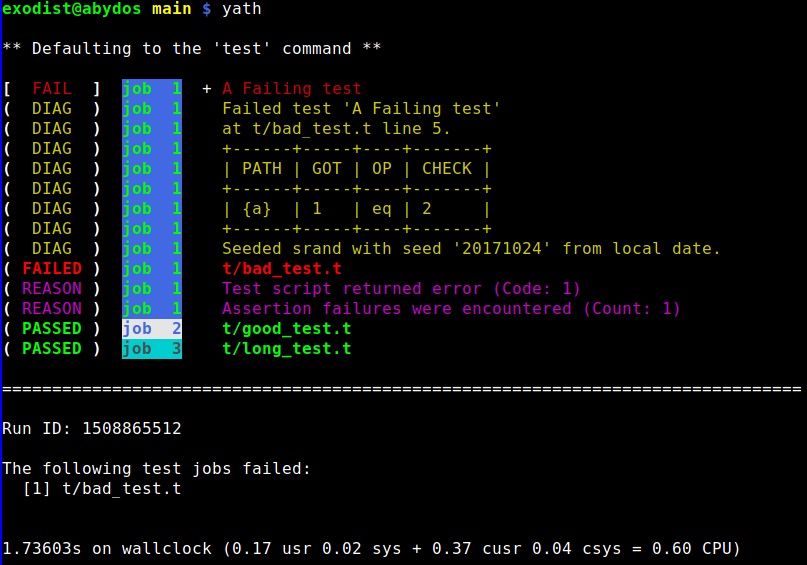 exodist@abydos main $ yath
** Defaulting to the 'test' command **
[  FAIL  ]  job  1  + A Failing test
(  DIAG  )  job  1    Failed test 'A Failing test'
(  DIAG  )  job  1    at t/bad_test.t line 5.
(  DIAG  )  job  1    +------+-----+----+-------+
(  DIAG  )  job  1    | PATH | GOT | OP | CHECK |
(  DIAG  )  job  1    +------+-----+----+-------+
(  DIAG  )  job  1    | {a}  | 1   | eq | 2     |
(  DIAG  )  job  1    +------+-----+----+-------+
(  DIAG  )  job  1    Seeded srand with seed '20171024' from local date.
( FAILED )  job  1    t/bad_test.t
( REASON )  job  1    Test script returned error (Code: 1)
( REASON )  job  1    Assertion failures were encountered (Count: 1)
( PASSED )  job  2    t/good_test.t
( PASSED )  job  3    t/long_test.t
================================================================================
Run ID: 1508865512
The following test jobs failed:
  [1] t/bad_test.t
1.73603s on wallclock (0.17 usr 0.02 sys + 0.37 cusr 0.04 csys = 0.60 CPU)